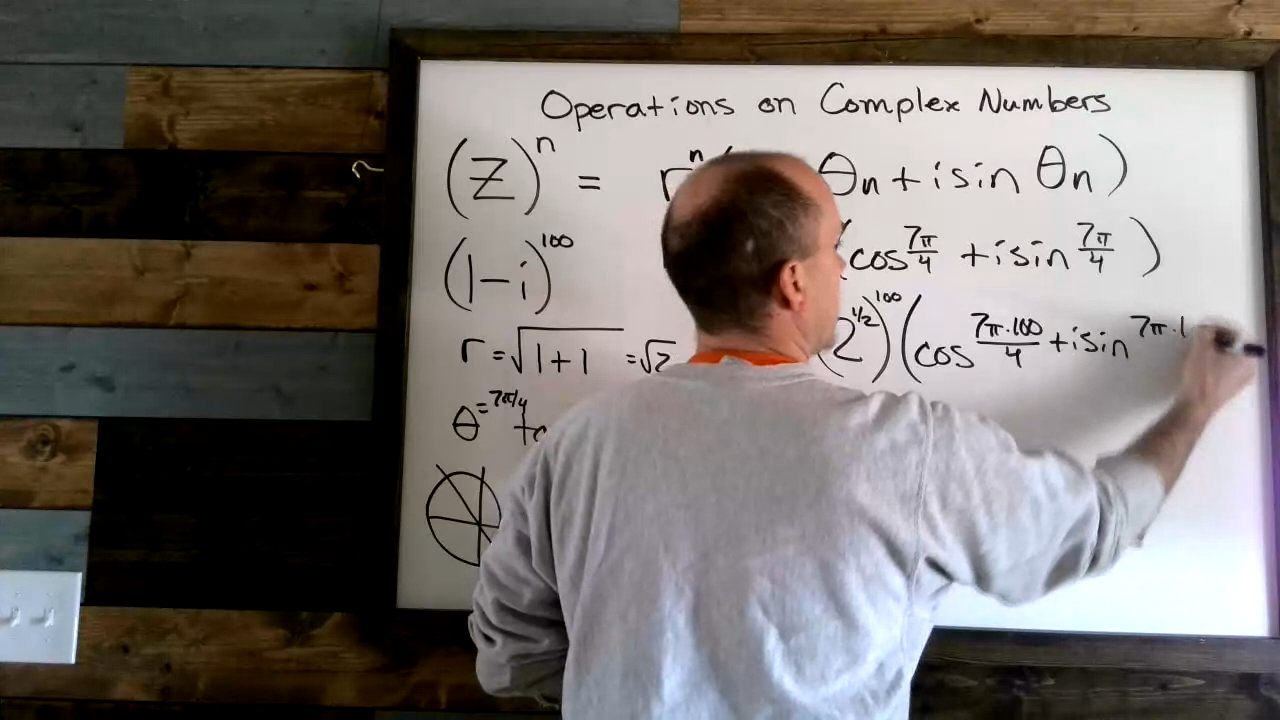 Operations on Complex Numbers
(Z)^n = r^n ( θn + i sin θn )
(1 - i)^100 (cos 7π/4 + i sin 7π/4 )
r = √1+1 = √2 (2^1/2)^100 (cos 7π·100/4 + i sin 7π·1
θ = 7π/4